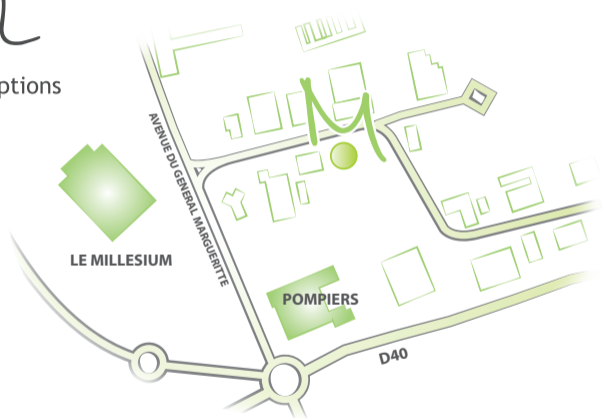 ptions
M
AVENUE DU GENERAL MARGUERITTE
LE MILLESIUM
POMPIERS
D40